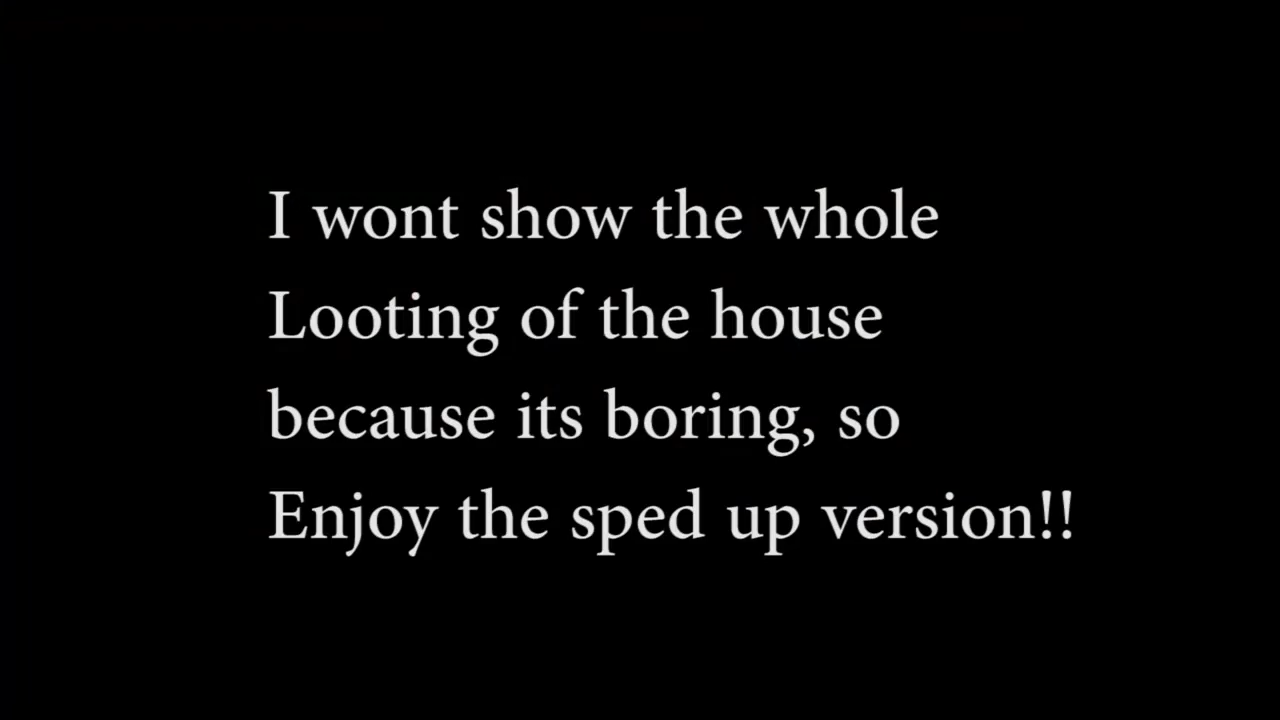 I wont show the whole
Looting of the house
because its boring, so
Enjoy the sped up version!!